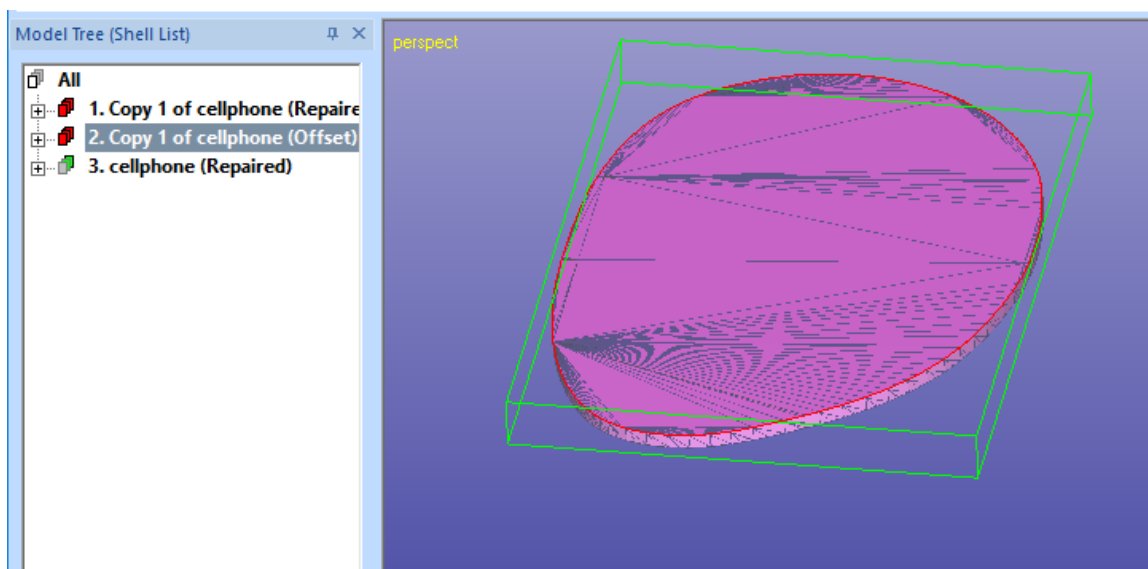 Model Tree (Shell List)
perspect
All
1. Copy 1 of cellphone (Repaire
2. Copy 1 of cellphone (Offset)
3. cellphone (Repaired)